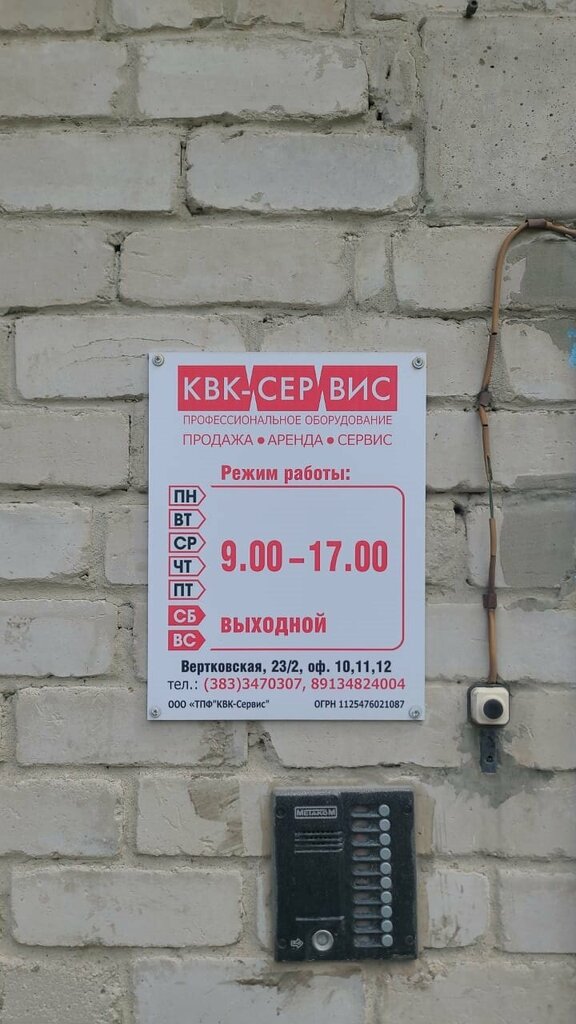 КВК-СЕРВИС
ПРОФЕССИОНАЛЬНОЕ ОБОРУДОВАНИЕ
ПРОДАЖА • АРЕНДА • СЕРВИС
Режим работы:
ПН
ВТ
СР
ЧТ
ПТ
9.00 – 17.00
СБ
ВС
выходной
Вертковская, 23/2, оф. 10,11,12
тел.: (383)3470307, 89134824004
ООО «ТПФ"КВК-Сервис" ОГРН 1125476021087
METAKOM